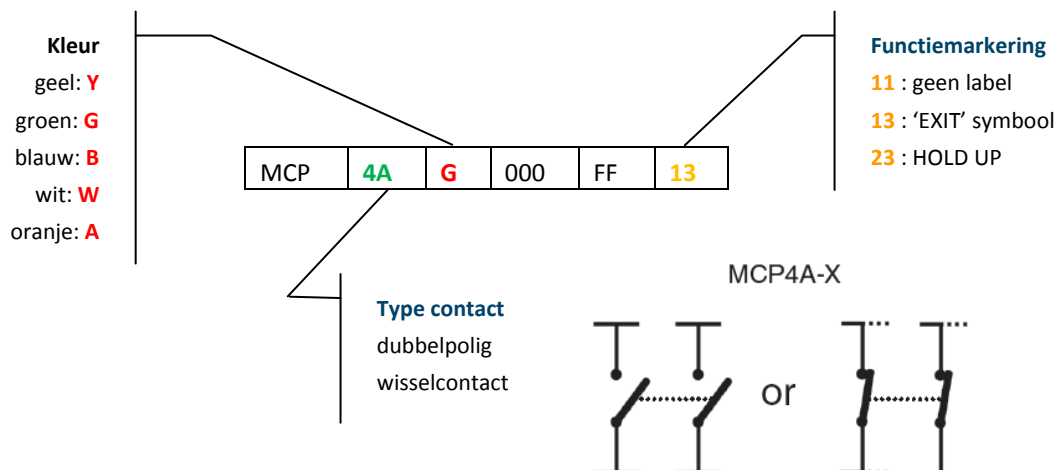 Kleur
geel: Y
groen: G
blauw: B
wit: W
oranje: A
Functiemarkering
11 : geen label
13 : ‘EXIT’ symbool
23 : HOLD UP
MCP 4A G 000 FF 13
Type contact
dubbelpolig
wisselcontact
MCP4A-X
or